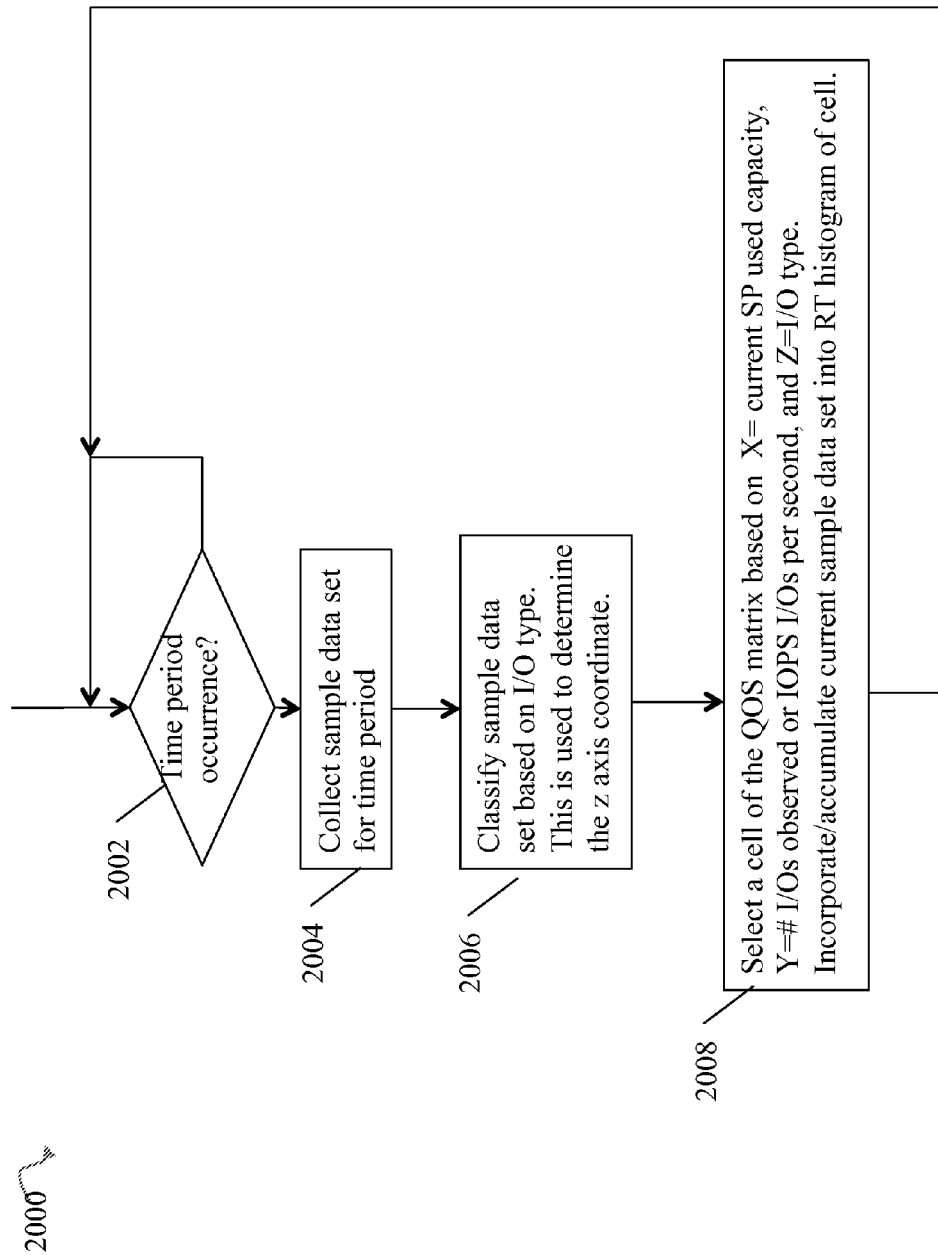 2000
Time period
occurrence?
2002
Collect sample data set
for time period
2004
Classify sample data
set based on I/O type.
This is used to determine
the z axis coordinate.
2006
Select a cell of the QOS matrix based on X= current SP used capacity,
Y=# I/Os observed or IOPS I/Os per second, and Z=I/O type.
Incorporate/accumulate current sample data set into RT histogram of cell.
2008